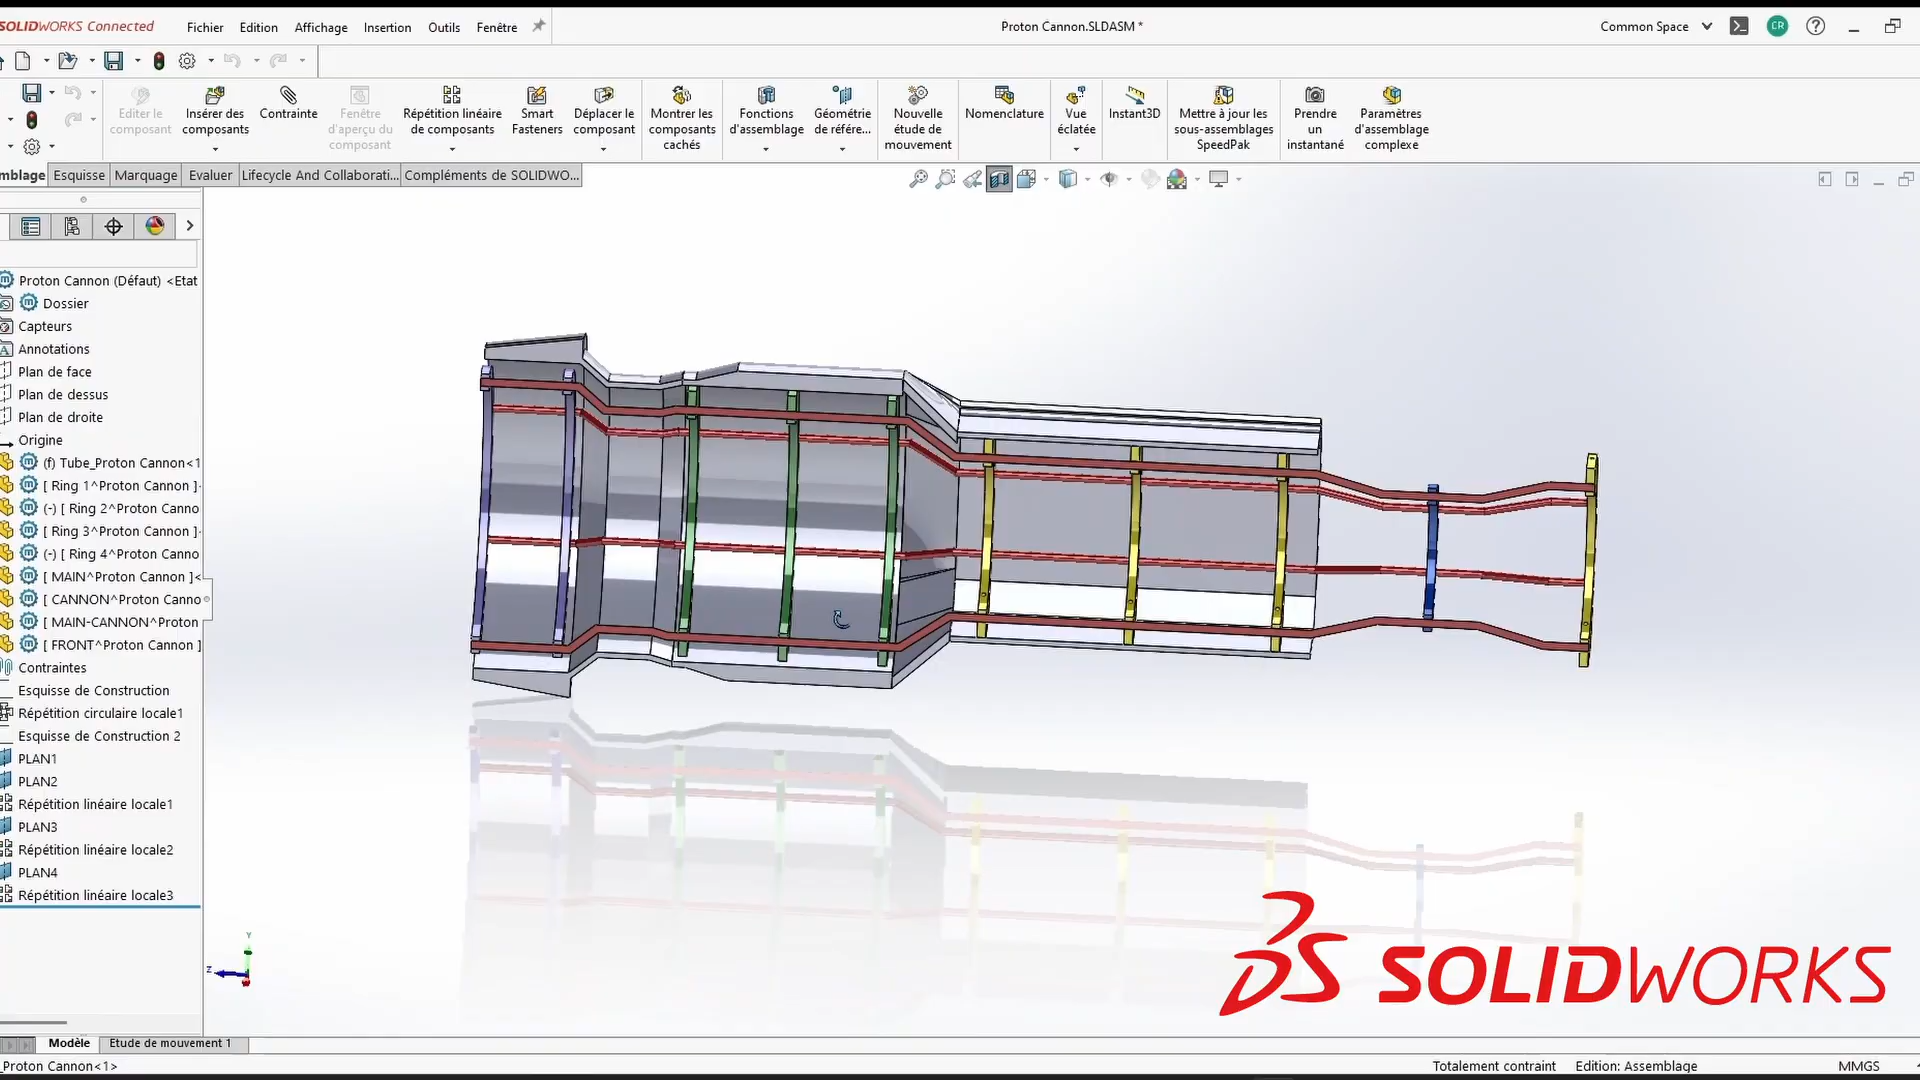 SOLIDWORKS Connected
Fichier
Edition
Affichage
Insertion
Outils
Fenêtre
Proton Cannon.SLDASM *
Common Space
CR
Editer le
composant
Insérer des
composants
Contrainte
Fenêtre
d'aperçu du
composant
Répétition linéaire
de composants
Smart
Fasteners
Déplacer le
composant
Montrer les
composants
cachés
Fonctions
d'assemblage
Géométrie
de référe...
Nouvelle
étude de
mouvement
Nomenclature
Vue
éclatée
Instant3D
Mettre à jour les
sous-assemblages
SpeedPak
Prendre
un
instantané
Paramètres
d'assemblage
complexe
mblage
Esquisse
Marquage
Evaluer
Lifecycle And Collaborati...
Compléments de SOLIDWO...
Proton Cannon (Défaut) <Etat
Dossier
Capteurs
Annotations
Plan de face
Plan de dessus
Plan de droite
Origine
(f) Tube_Proton Cannon<1
[ Ring 1^Proton Cannon ]
(-) [ Ring 2^Proton Canno
[ Ring 3^Proton Cannon ]
(-) [ Ring 4^Proton Canno
[ MAIN^Proton Cannon ]<
[ CANNON^Proton Canno
[ MAIN-CANNON^Proton
[ FRONT^Proton Cannon ]
Contraintes
Esquisse de Construction
Répétition circulaire locale1
Esquisse de Construction 2
PLAN1
PLAN2
Répétition linéaire locale1
PLAN3
Répétition linéaire locale2
PLAN4
Répétition linéaire locale3
Y
Z
SOLIDWORKS
Modèle
Etude de mouvement 1
_Proton Cannon<1>
Totalement contraint
Edition: Assemblage
MMGS